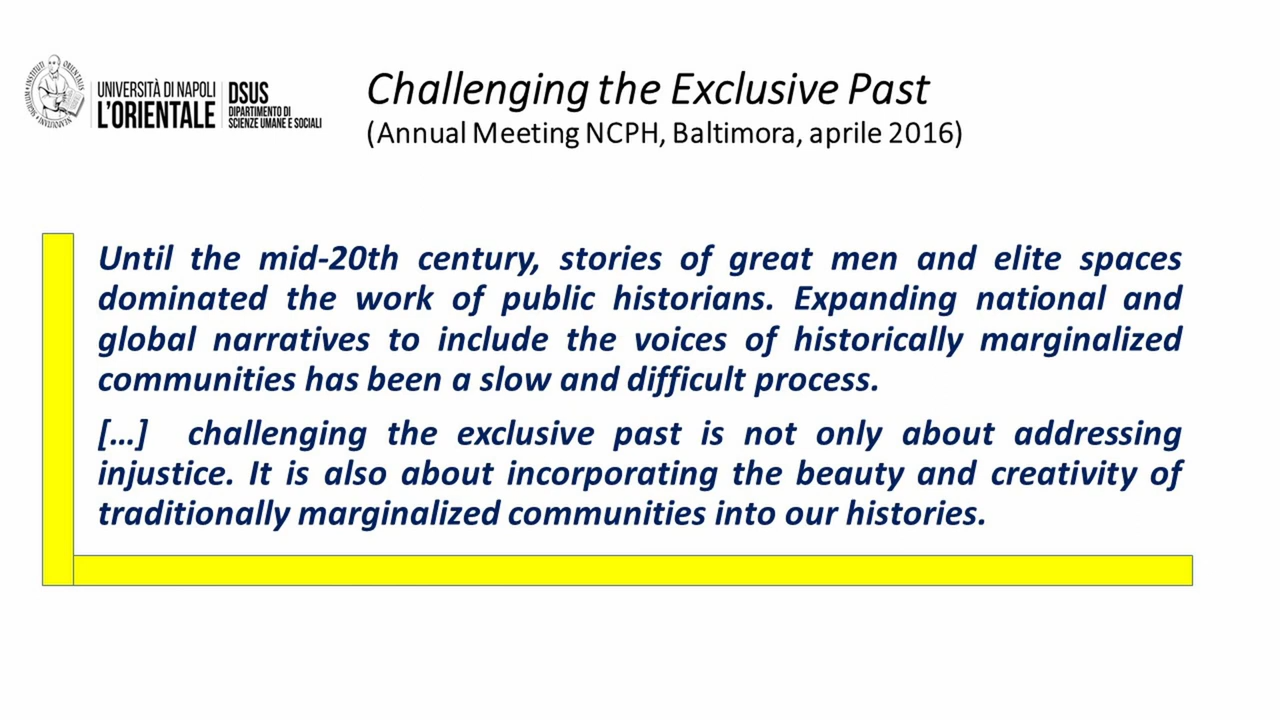 UNIVERSITÀ DI NAPOLI
L'ORIENTALE
DSUS
DIPARTIMENTO DI
SCIENZE UMANE E SOCIALI
Challenging the Exclusive Past
(Annual Meeting NCPH, Baltimora, aprile 2016)
Until the mid-20th century, stories of great men and elite spaces
dominated the work of public historians. Expanding national and
global narratives to include the voices of historically marginalized
communities has been a slow and difficult process.
[…] challenging the exclusive past is not only about addressing
injustice. It is also about incorporating the beauty and creativity of
traditionally marginalized communities into our histories.